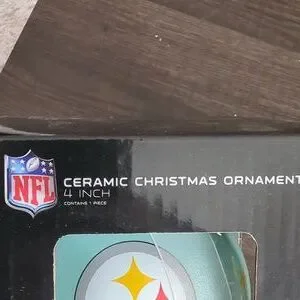 NFL
CERAMIC CHRISTMAS ORNAMENT
4 INCH
CONTAINS 1 PIECE